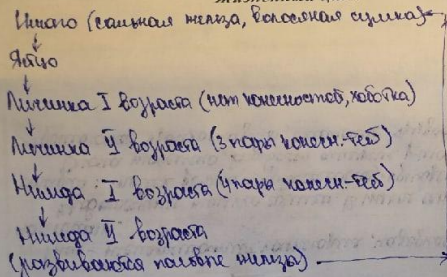 Имаго (сальная железа, волосяная сумка)
Яйцо
Личинка I возраста (нет конечностей, хоботка)
Личинка II возраста (3 пары конечн.-тей)
Нимфа I возраста (4 пары конечн.-тей)
Нимфа II возраста
(развиваются половые железы)